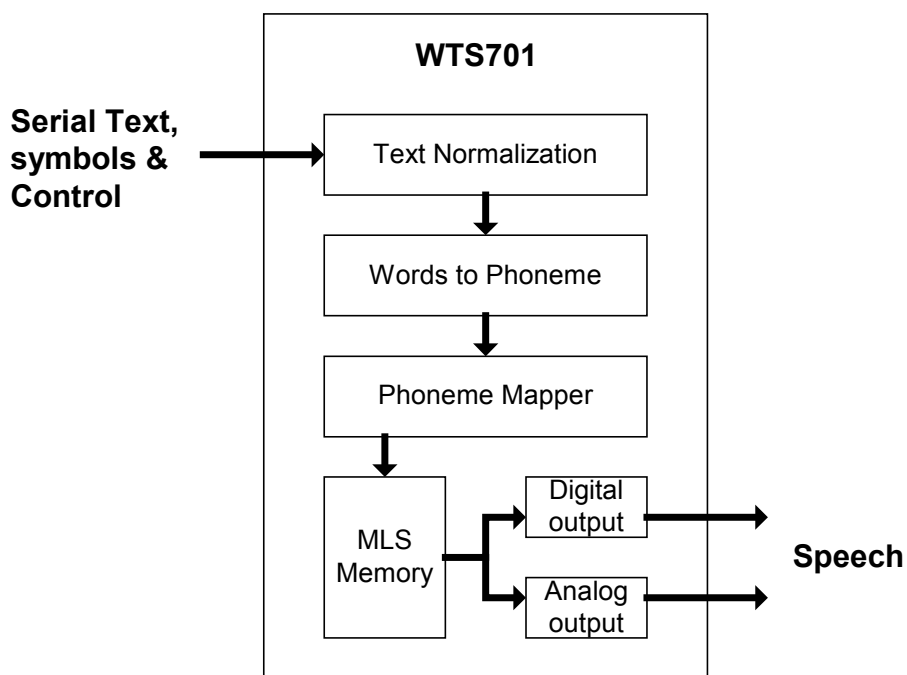 WTS701
Serial Text,
symbols &
Control
Text Normalization
Words to Phoneme
Phoneme Mapper
MLS
Memory
Digital
output
Analog
output
Speech